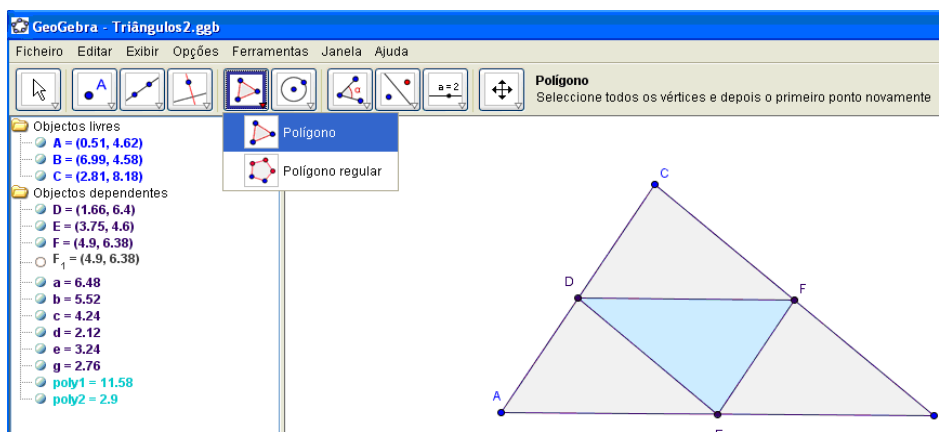 GeoGebra - Triângulos2.ggb
Ficheiro Editar Exibir Opções Ferramentas Janela Ajuda
A
α
a=2
Polígono
Seleccione todos os vértices e depois o primeiro ponto novamente
Polígono
Polígono regular
Objectos livres
A = (0.51, 4.62)
B = (6.99, 4.58)
C = (2.81, 8.18)
Objectos dependentes
D = (1.66, 6.4)
E = (3.75, 4.6)
F = (4.9, 6.38)
F1 = (4.9, 6.38)
a = 6.48
b = 5.52
c = 4.24
d = 2.12
e = 3.24
g = 2.76
poly1 = 11.58
poly2 = 2.9
C
D
F
A